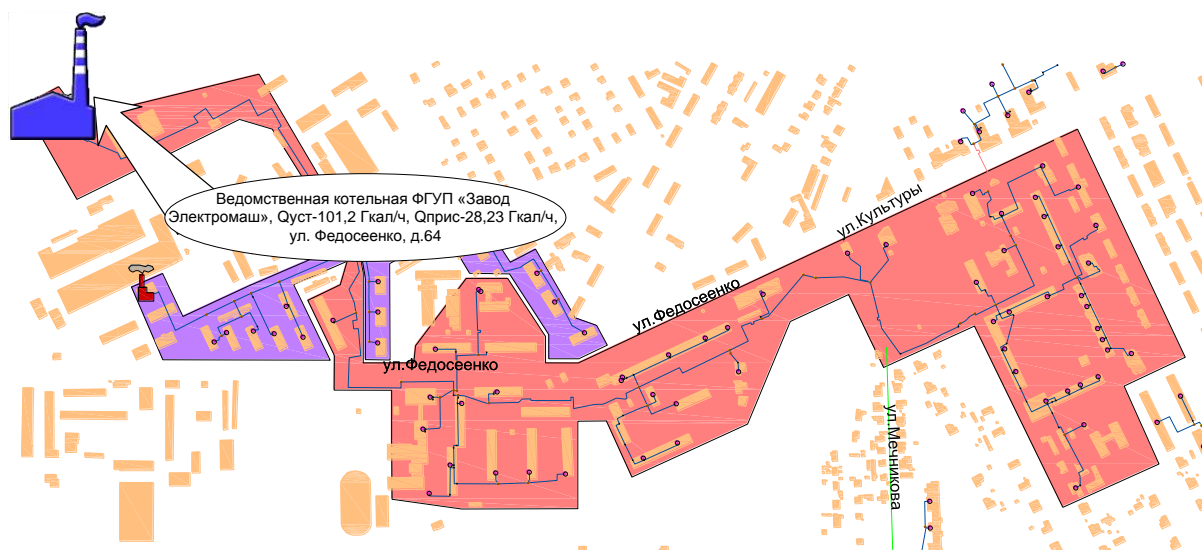 Ведомственная котельная ФГУП «Завод
Электромаш», Qуст-101,2 Гкал/ч, Qприс-28,23 Гкал/ч,
ул. Федосеенко, д.64
ул.Культуры
ул.Федосеенко
ул.Федосеенко
ул.Мечникова